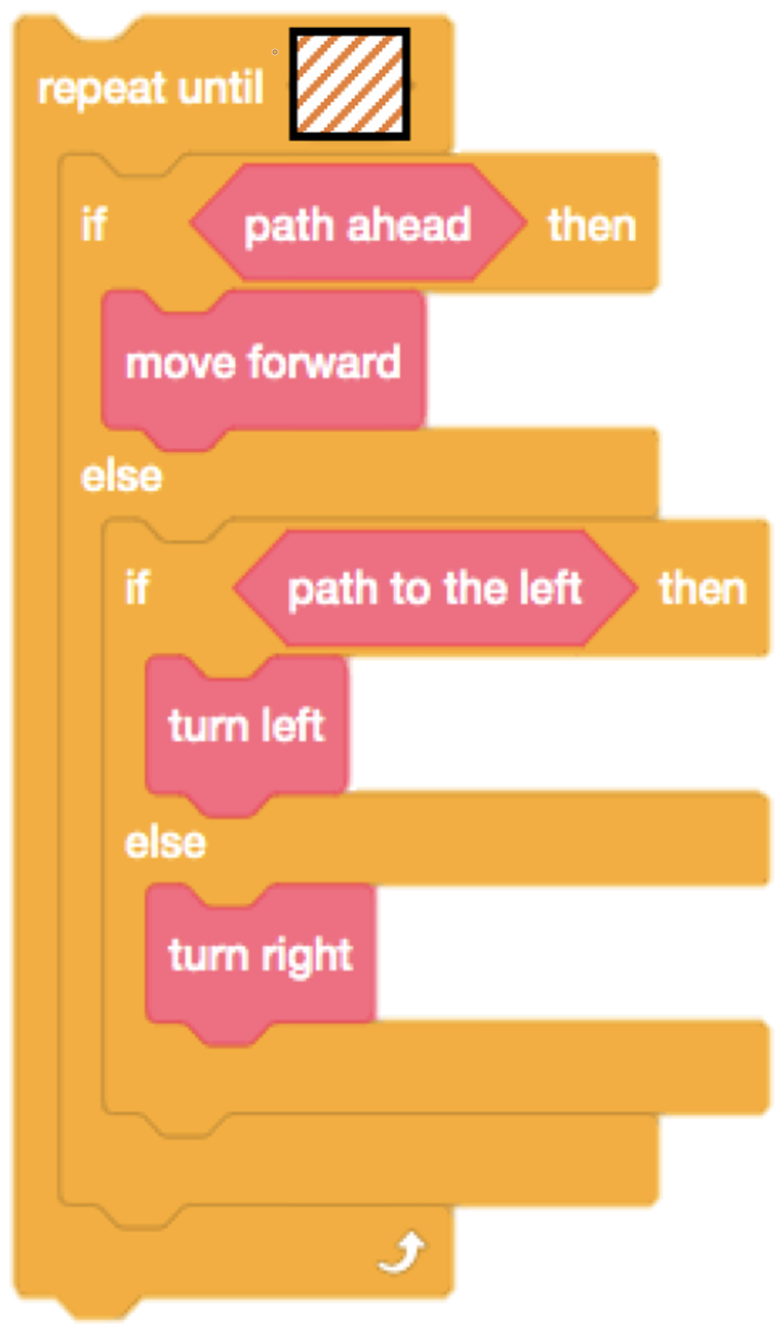 repeat until
if path ahead then
move forward
else
if path to the left then
turn left
else
turn right